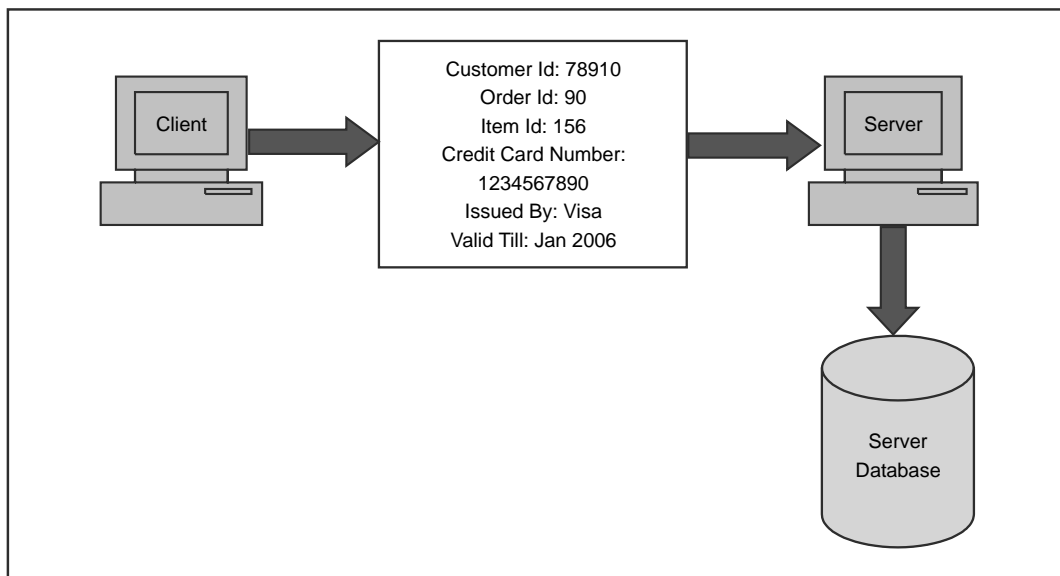 Client
Customer Id: 78910
Order Id: 90
Item Id: 156
Credit Card Number:
1234567890
Issued By: Visa
Valid Till: Jan 2006
Server
Server
Database